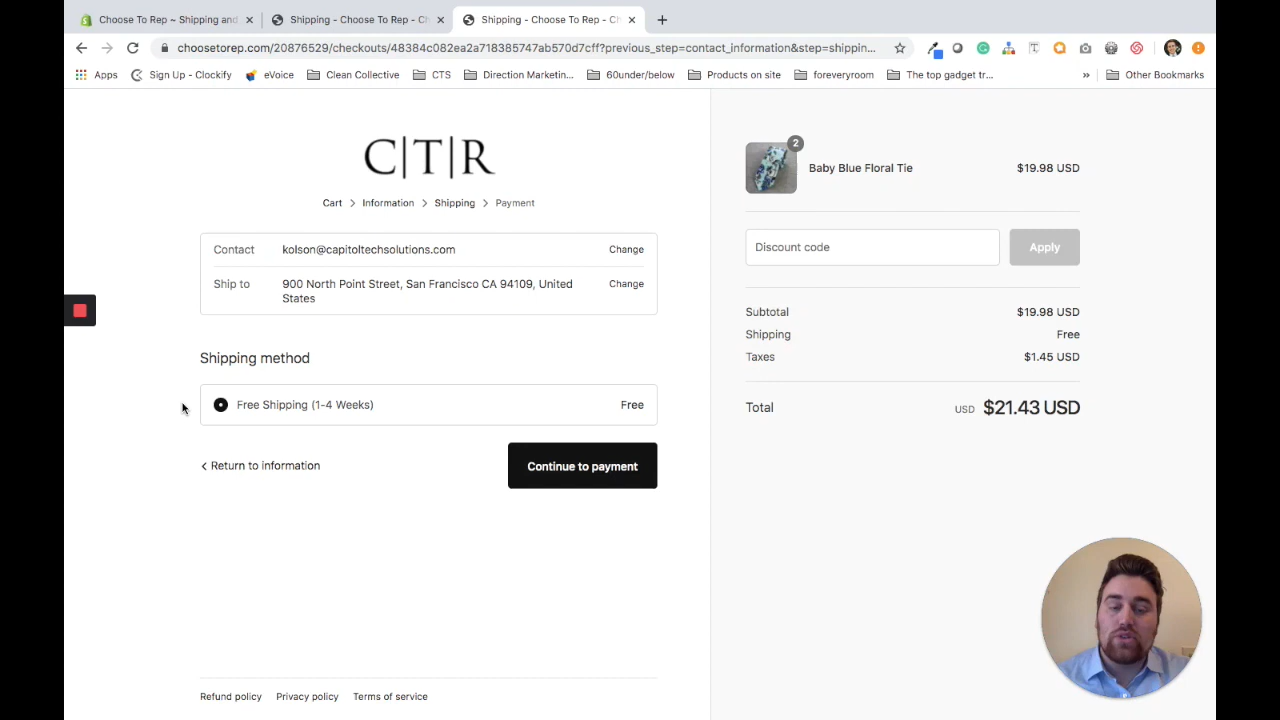 Choose To Rep ~ Shipping and
Shipping - Choose To Rep - Ch
Shipping - Choose To Rep - Ch
choosetorep.com/20876529/checkouts/48384c082ea2a718385747ab570d7cff?previous_step=contact_information&step=shippin...
Apps
Sign Up - Clockify
eVoice
Clean Collective
CTS
Direction Marketin...
60under/below
Products on site
foreveryroom
The top gadget tr...
»
Other Bookmarks
C|T|R
Cart > Information > Shipping > Payment
Contact kolson@capitoltechsolutions.com Change
Ship to 900 North Point Street, San Francisco CA 94109, United Change
States
Shipping method
Free Shipping (1-4 Weeks) Free
< Return to information
Continue to payment
Refund policy Privacy policy Terms of service
2
Baby Blue Floral Tie $19.98 USD
Discount code Apply
Subtotal $19.98 USD
Shipping Free
Taxes $1.45 USD
Total USD $21.43 USD